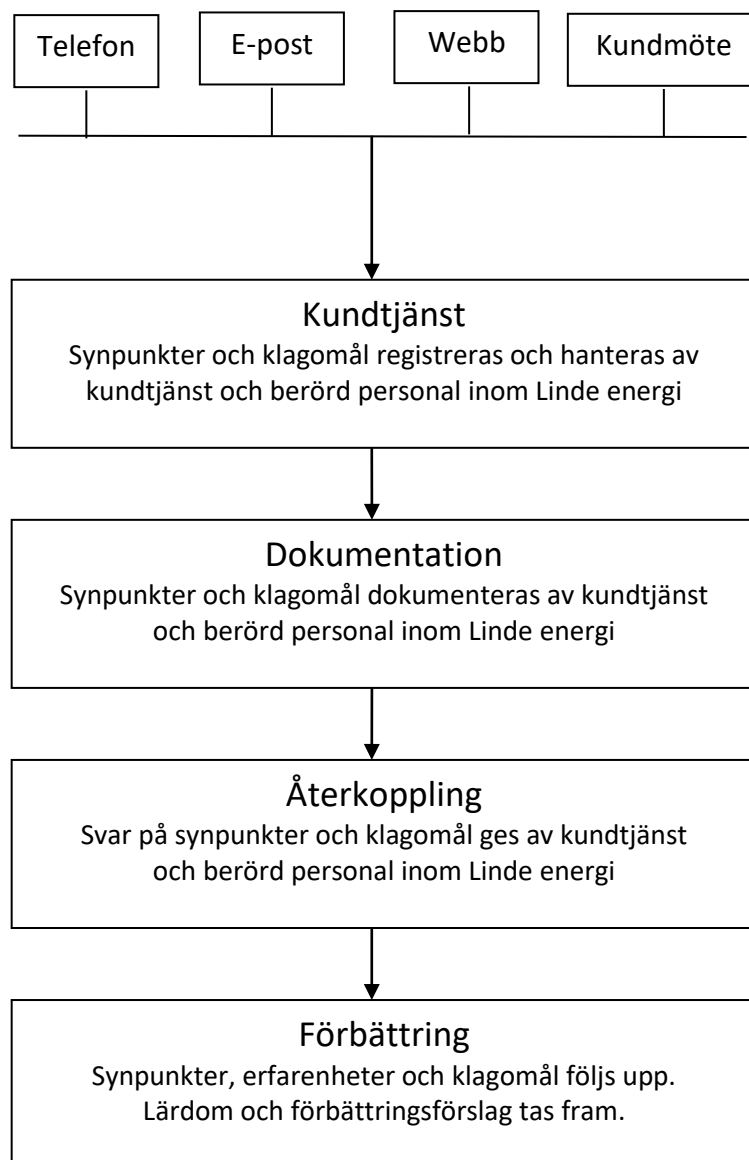 Telefon
E-post
Webb
Kundmöte
Kundtjänst
Synpunkter och klagomål registreras och hanteras av
kundtjänst och berörd personal inom Linde energi
Dokumentation
Synpunkter och klagomål dokumenteras av kundtjänst
och berörd personal inom Linde energi
Återkoppling
Svar på synpunkter och klagomål ges av kundtjänst
och berörd personal inom Linde energi
Förbättring
Synpunkter, erfarenheter och klagomål följs upp.
Lärdom och förbättringsförslag tas fram.